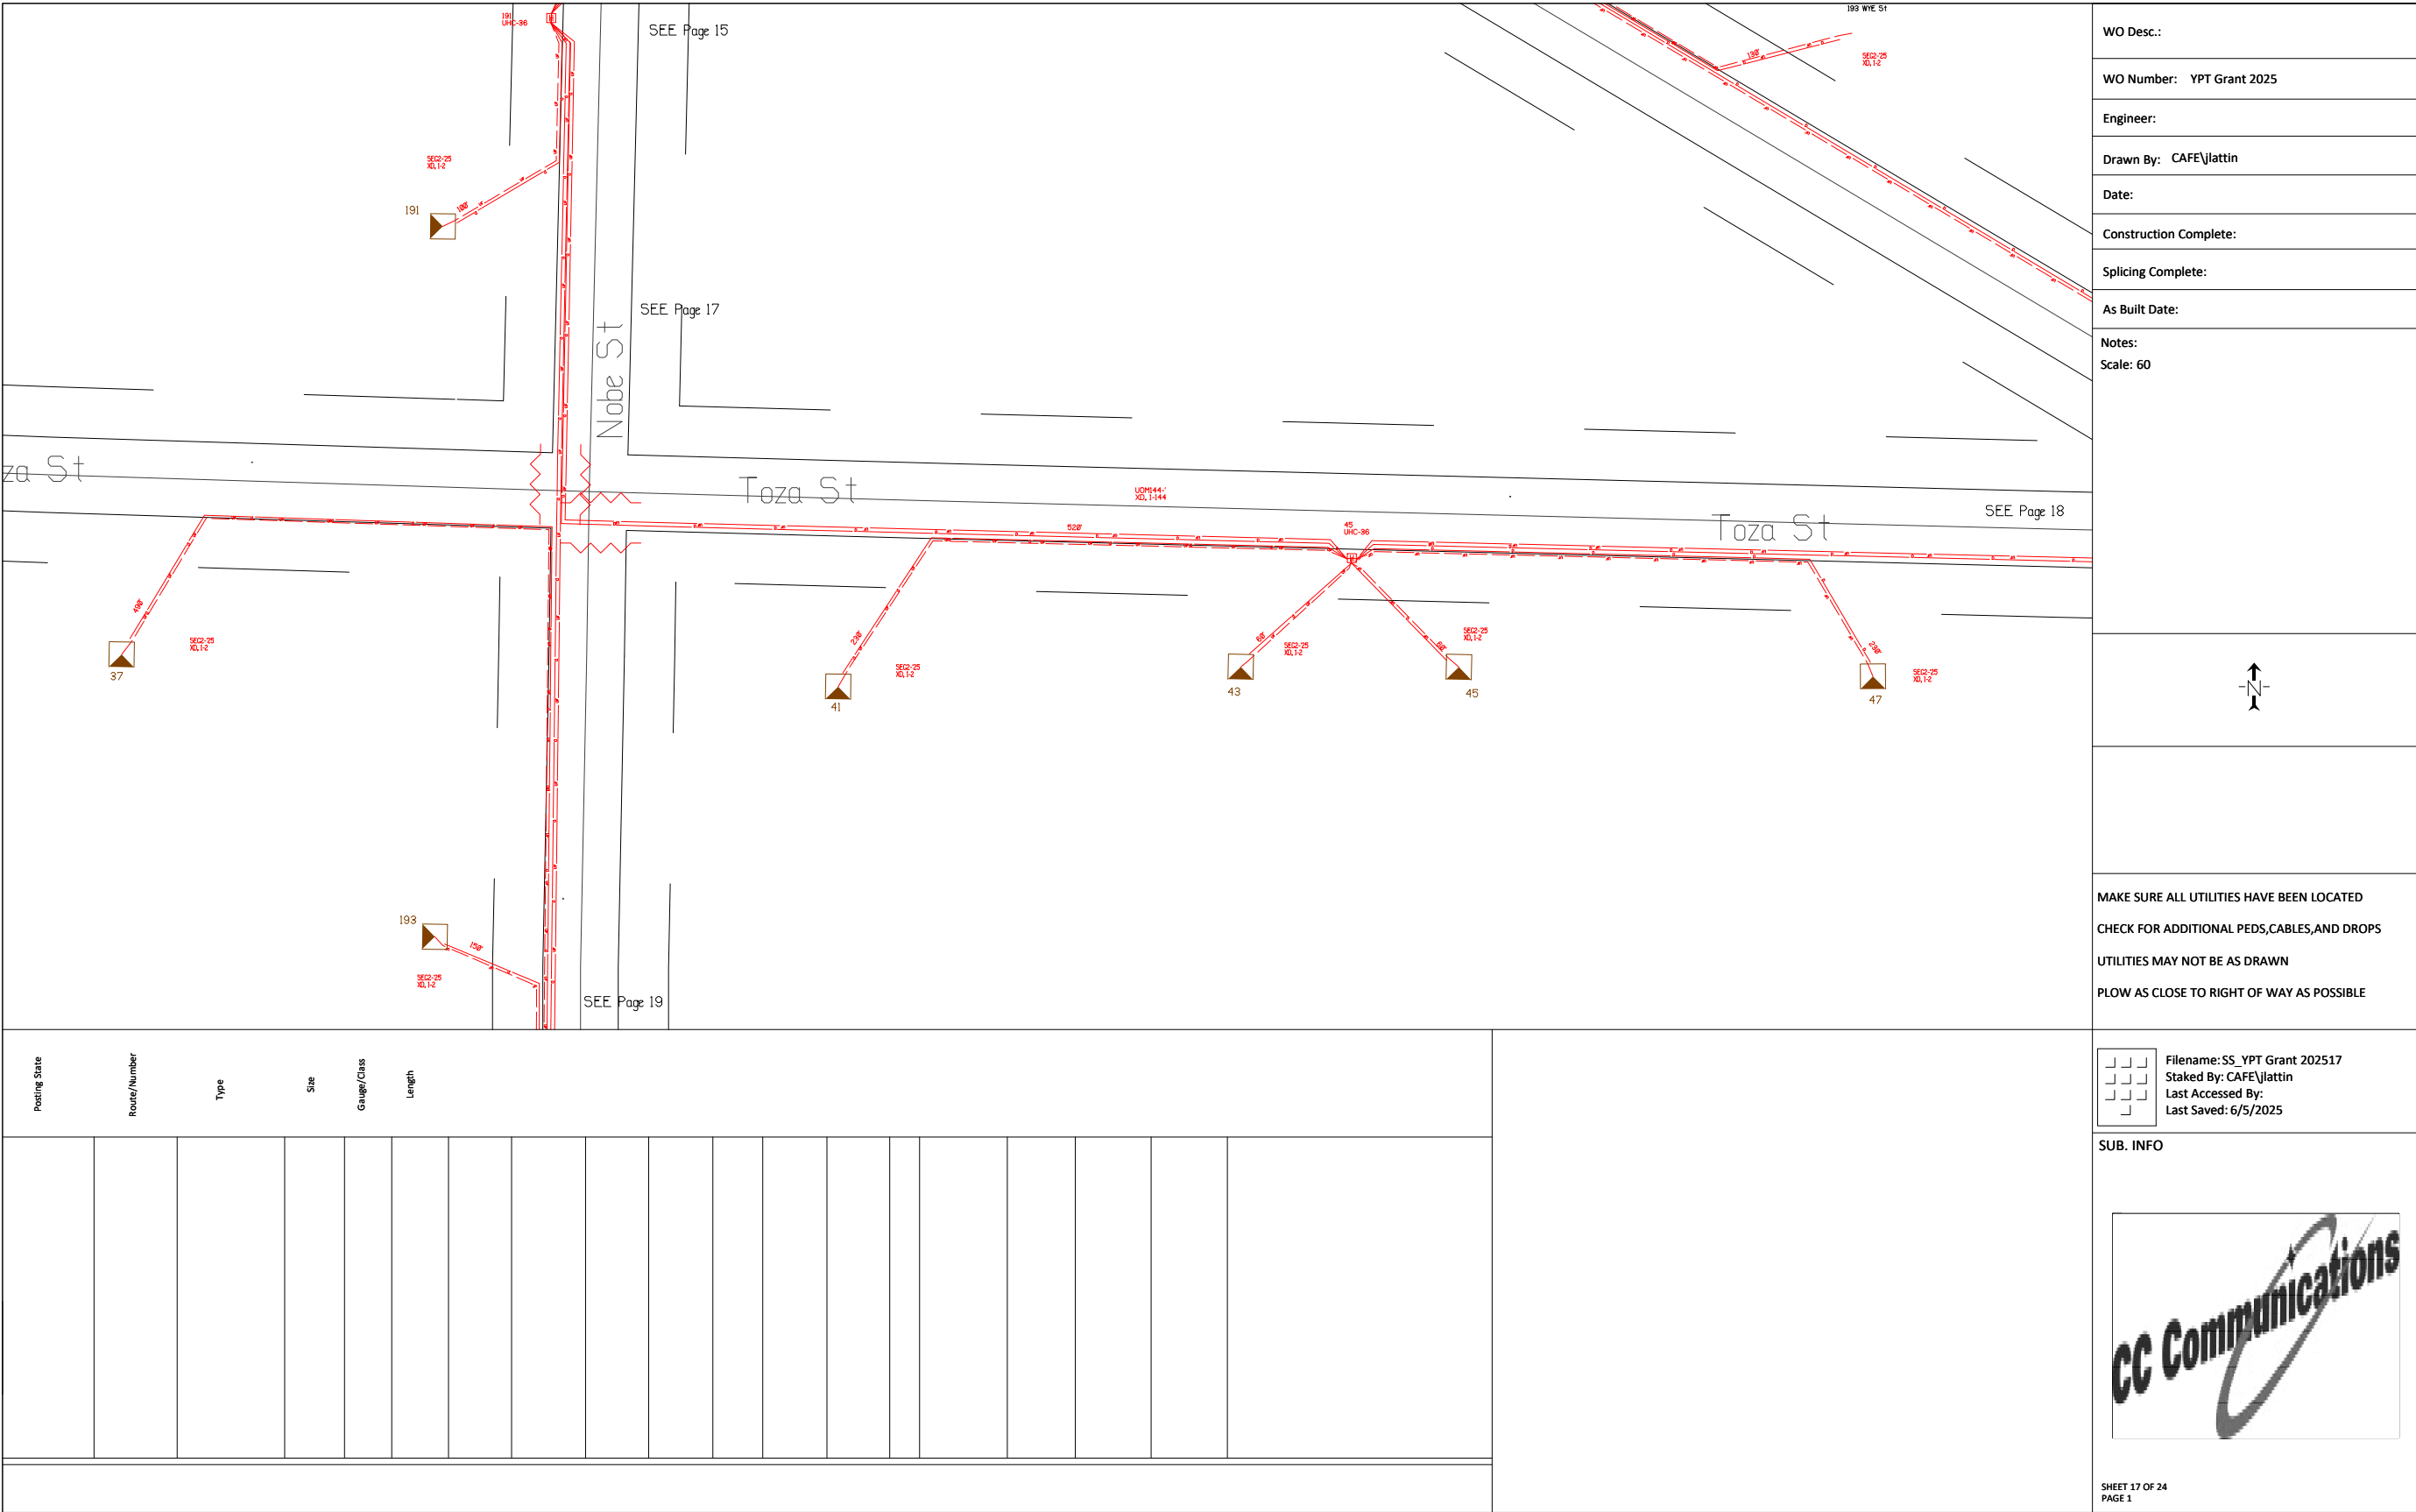 191
UHC-36
SEE Page 15
193 WYE St
130'
SEC2-25
XD, 1-2
SEC2-25
XD, 1-2
191
100'
SEE Page 17
Nobe St
za St
Toza St
UOM144-'
XD, 1-144
520'
45
UHC-36
Toza St
SEE Page 18
490'
SEC2-25
XD, 1-2
37
230'
SEC2-25
XD, 1-2
41
60'
SEC2-25
XD, 1-2
43
60'
SEC2-25
XD, 1-2
45
SEC2-25
XD, 1-2
47
193
150'
SEC2-25
XD, 1-2
SEE Page 19
WO Desc.:
WO Number: YPT Grant 2025
Engineer:
Drawn By: CAFE\jlattin
Date:
Construction Complete:
Splicing Complete:
As Built Date:
Notes:
Scale: 60
-N-
MAKE SURE ALL UTILITIES HAVE BEEN LOCATED
CHECK FOR ADDITIONAL PEDS,CABLES,AND DROPS
UTILITIES MAY NOT BE AS DRAWN
PLOW AS CLOSE TO RIGHT OF WAY AS POSSIBLE
Posting State
Route/Number
Type
Size
Gauge/Class
Length
Filename: SS_YPT Grant 202517
Staked By: CAFE\jlattin
Last Accessed By:
Last Saved: 6/5/2025
SUB. INFO
CC Communications
SHEET 17 OF 24
PAGE 1